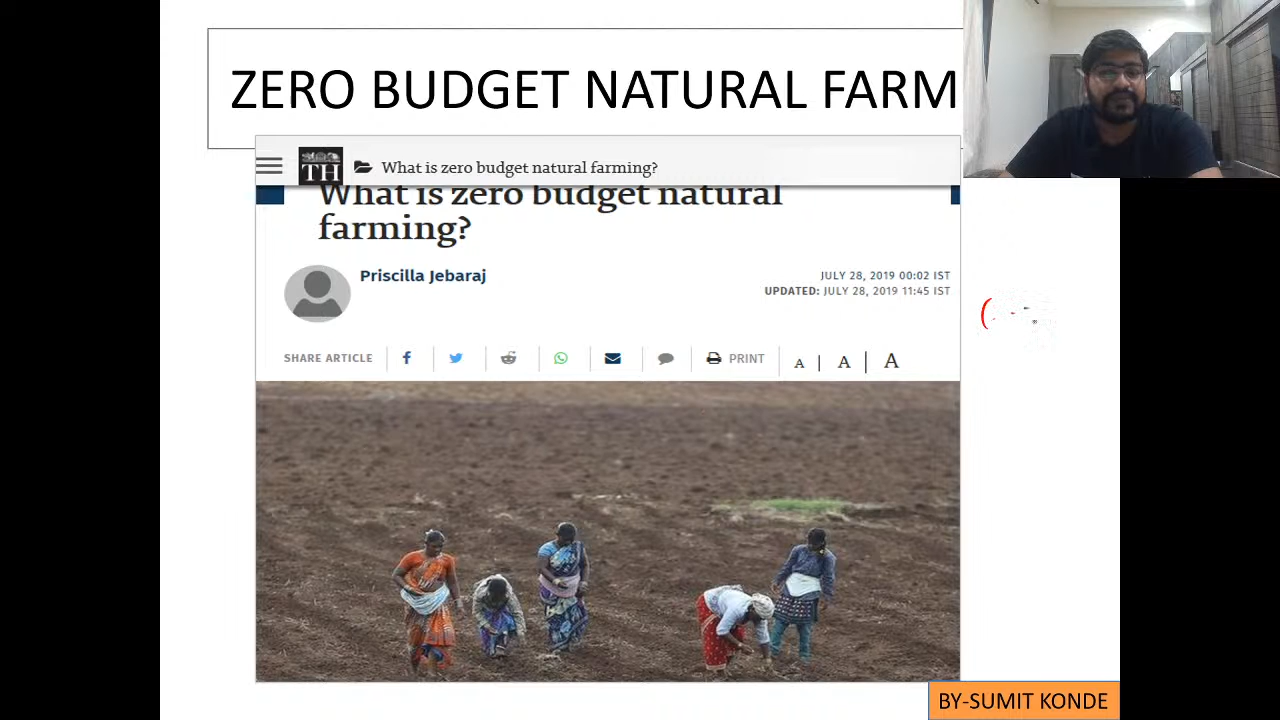 ZERO BUDGET NATURAL FARM
TH What is zero budget natural farming?
What is zero budget natural
farming?
Priscilla Jebaraj
JULY 28, 2019 00:02 IST
UPDATED: JULY 28, 2019 11:45 IST
SHARE ARTICLE PRINT A | A | A
BY-SUMIT KONDE